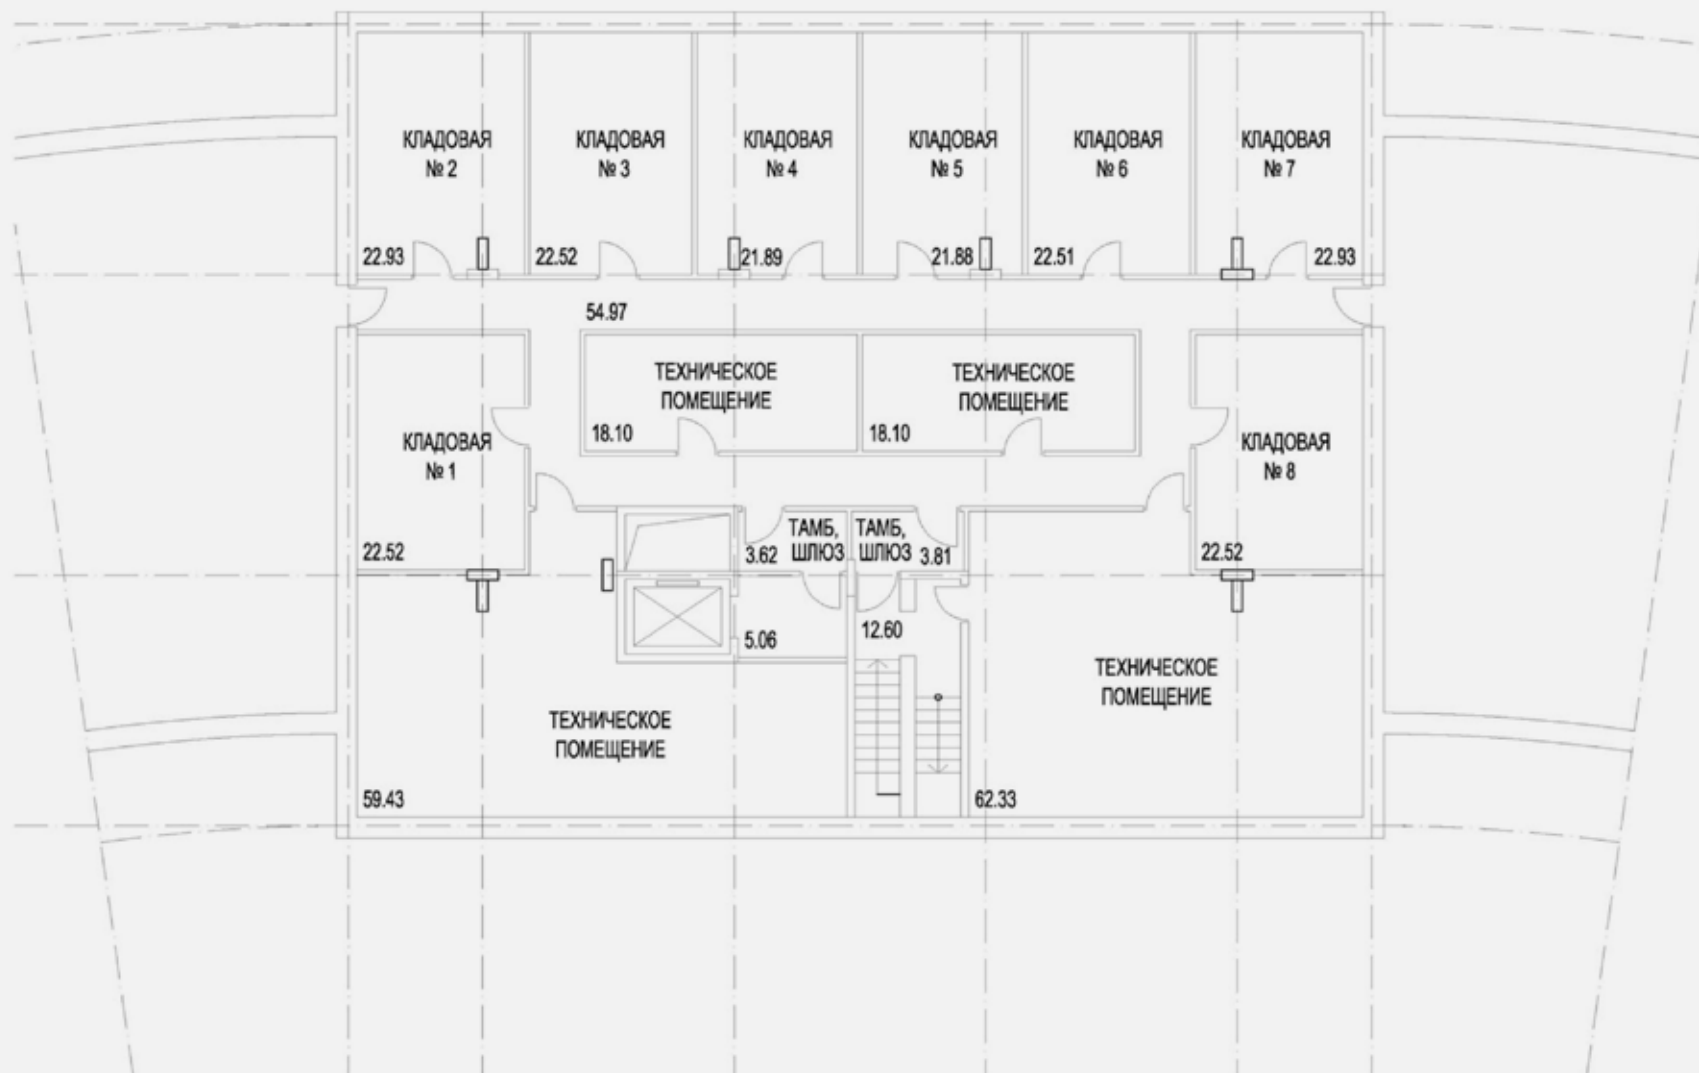 КЛАДОВАЯ
№ 2
22.93
КЛАДОВАЯ
№ 3
22.52
КЛАДОВАЯ
№ 4
21.89
КЛАДОВАЯ
№ 5
21.88
КЛАДОВАЯ
№ 6
22.51
КЛАДОВАЯ
№ 7
22.93
54.97
ТЕХНИЧЕСКОЕ
ПОМЕЩЕНИЕ
18.10
ТЕХНИЧЕСКОЕ
ПОМЕЩЕНИЕ
18.10
КЛАДОВАЯ
№ 1
22.52
КЛАДОВАЯ
№ 8
22.52
ТАМБ,
ШЛЮЗ
3.62
ТАМБ,
ШЛЮЗ
3.81
5.06
12.60
ТЕХНИЧЕСКОЕ
ПОМЕЩЕНИЕ
59.43
ТЕХНИЧЕСКОЕ
ПОМЕЩЕНИЕ
62.33